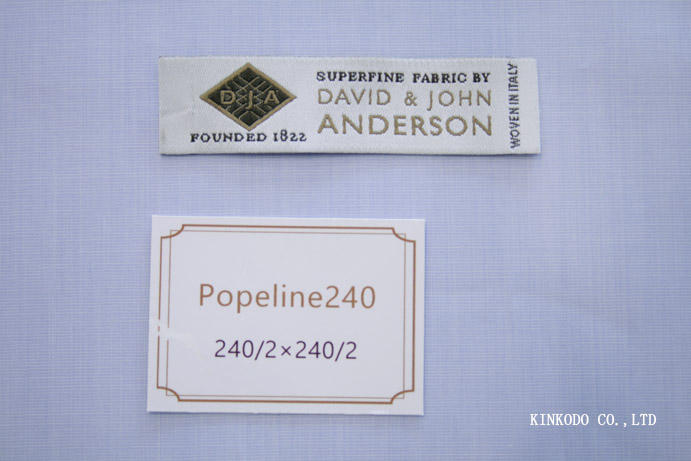 DJA
FOUNDED 1822
SUPERFINE FABRIC BY
DAVID & JOHN
ANDERSON
WOVEN IN ITALY
Popeline240
240/2×240/2
KINKODO CO.,LTD